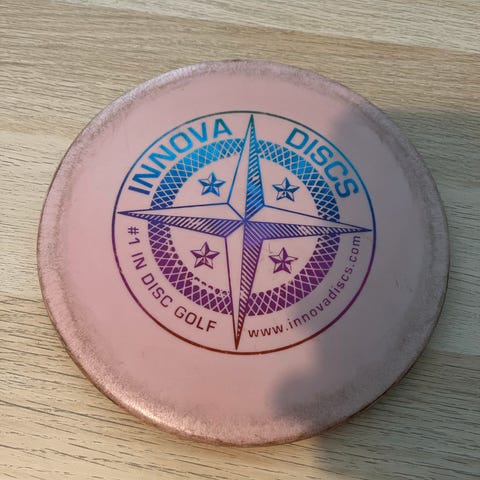 INNOVA DISCS
#1 IN DISC GOLF
www.innovadiscs.com